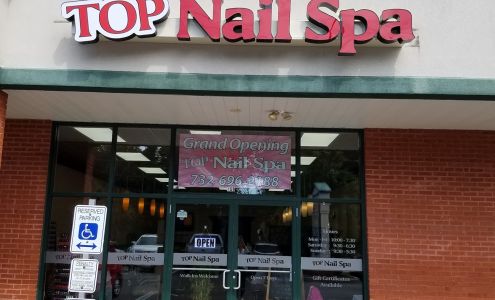 TOP Nail Spa
Grand Opening
TOP Nail Spa
732-696-
OPEN
RESERVED
PARKING
TOP Nail Spa
TOP Nail Spa
TOP Nail Spa
Walk-ins Welcome
Open 7 Days
Gift Certificates
Available